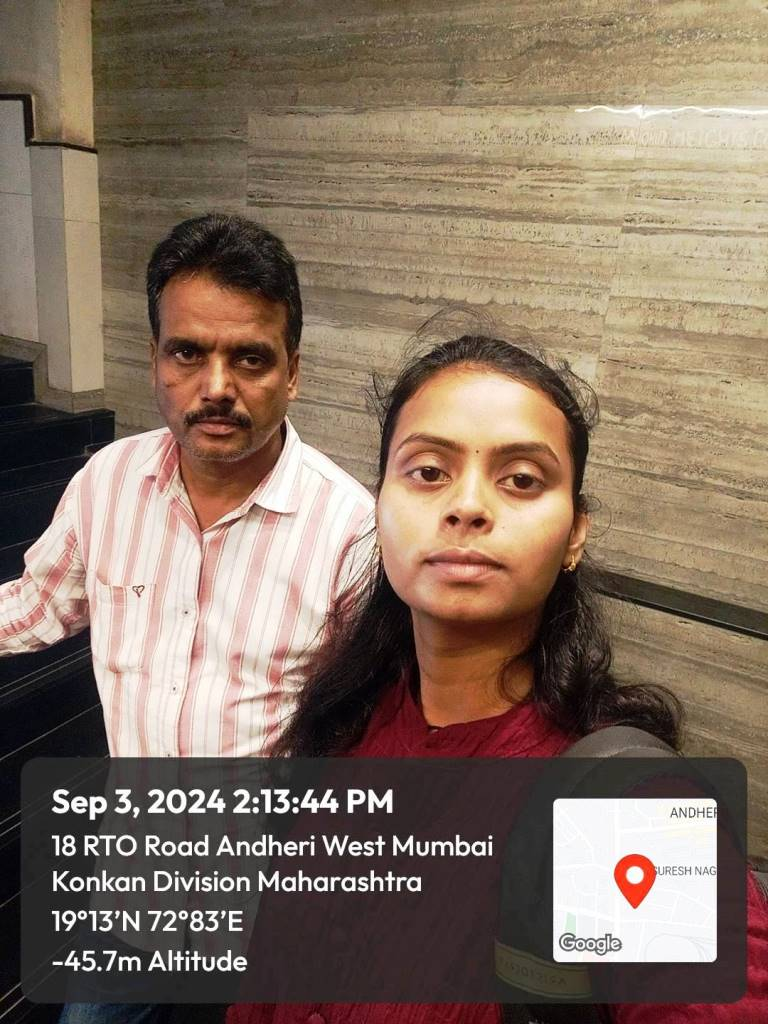 Sep 3, 2024 2:13:44 PM
18 RTO Road Andheri West Mumbai
Konkan Division Maharashtra
19°13’N 72°83’E
-45.7m Altitude
ANDHER
SURESH NAG
Google